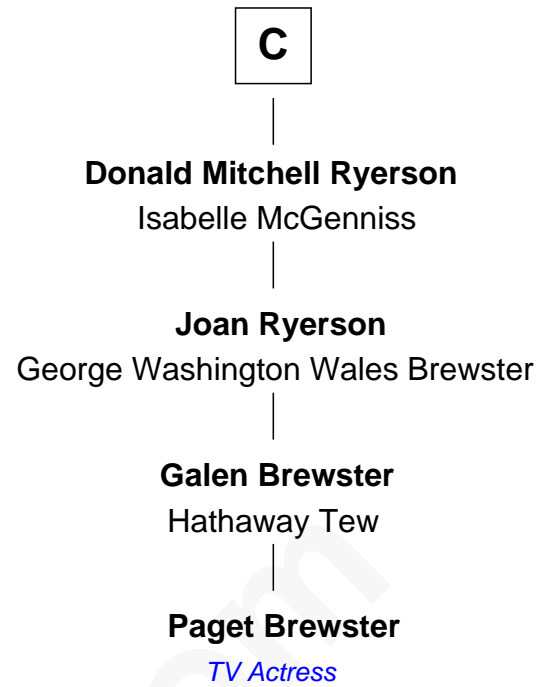 C
Donald Mitchell Ryerson
Isabelle McGenniss
Joan Ryerson
George Washington Wales Brewster
Galen Brewster
Hathaway Tew
Paget Brewster
TV Actress